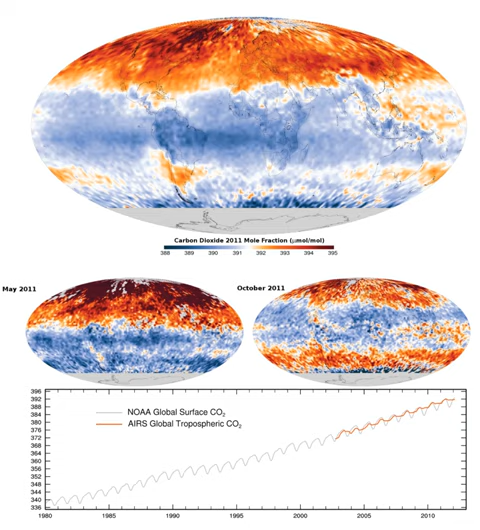 Carbon Dioxide 2011 Mole Fraction (μmol/mol)
388 389 390 391 392 393 394 395
May 2011
October 2011
396
392
388
384
380
376
372
368
364
360
356
352
348
344
340
336
NOAA Global Surface CO₂
AIRS Global Tropospheric CO₂
1980 1985 1990 1995 2000 2005 2010